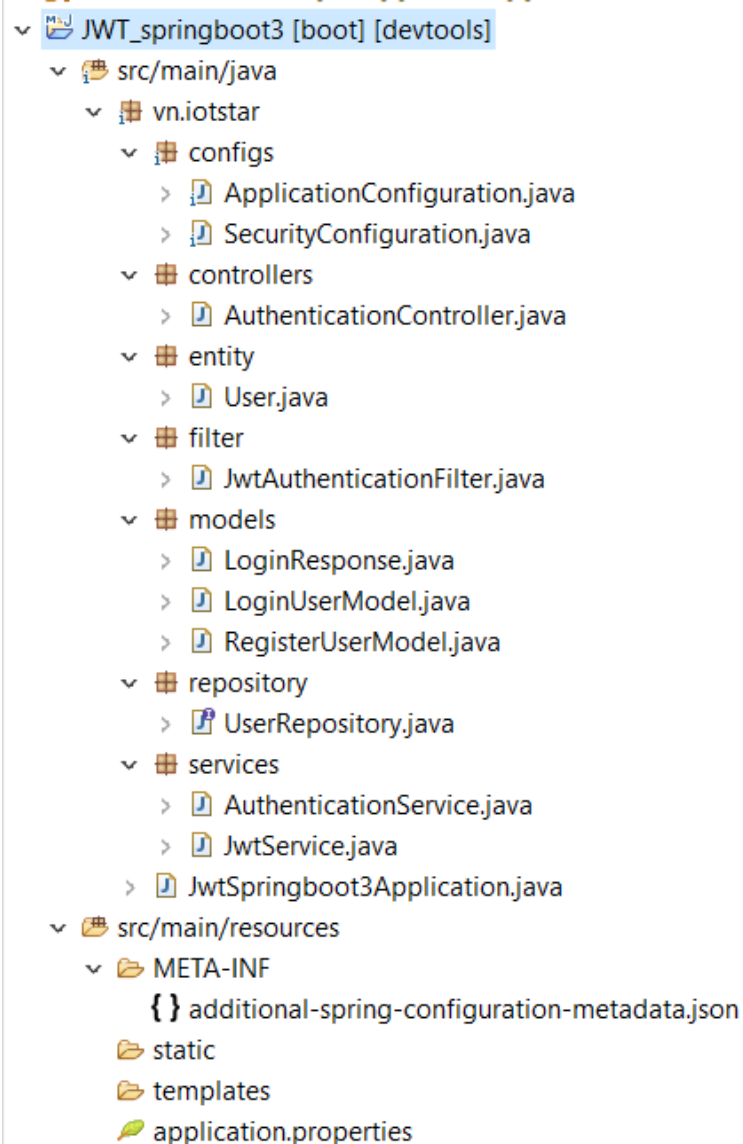 JWT_springboot3 [boot] [devtools]
src/main/java
vn.iotstar
configs
ApplicationConfiguration.java
SecurityConfiguration.java
controllers
AuthenticationController.java
entity
User.java
filter
JwtAuthenticationFilter.java
models
LoginResponse.java
LoginUserModel.java
RegisterUserModel.java
repository
UserRepository.java
services
AuthenticationService.java
JwtService.java
JwtSpringboot3Application.java
src/main/resources
META-INF
{ } additional-spring-configuration-metadata.json
static
templates
application.properties